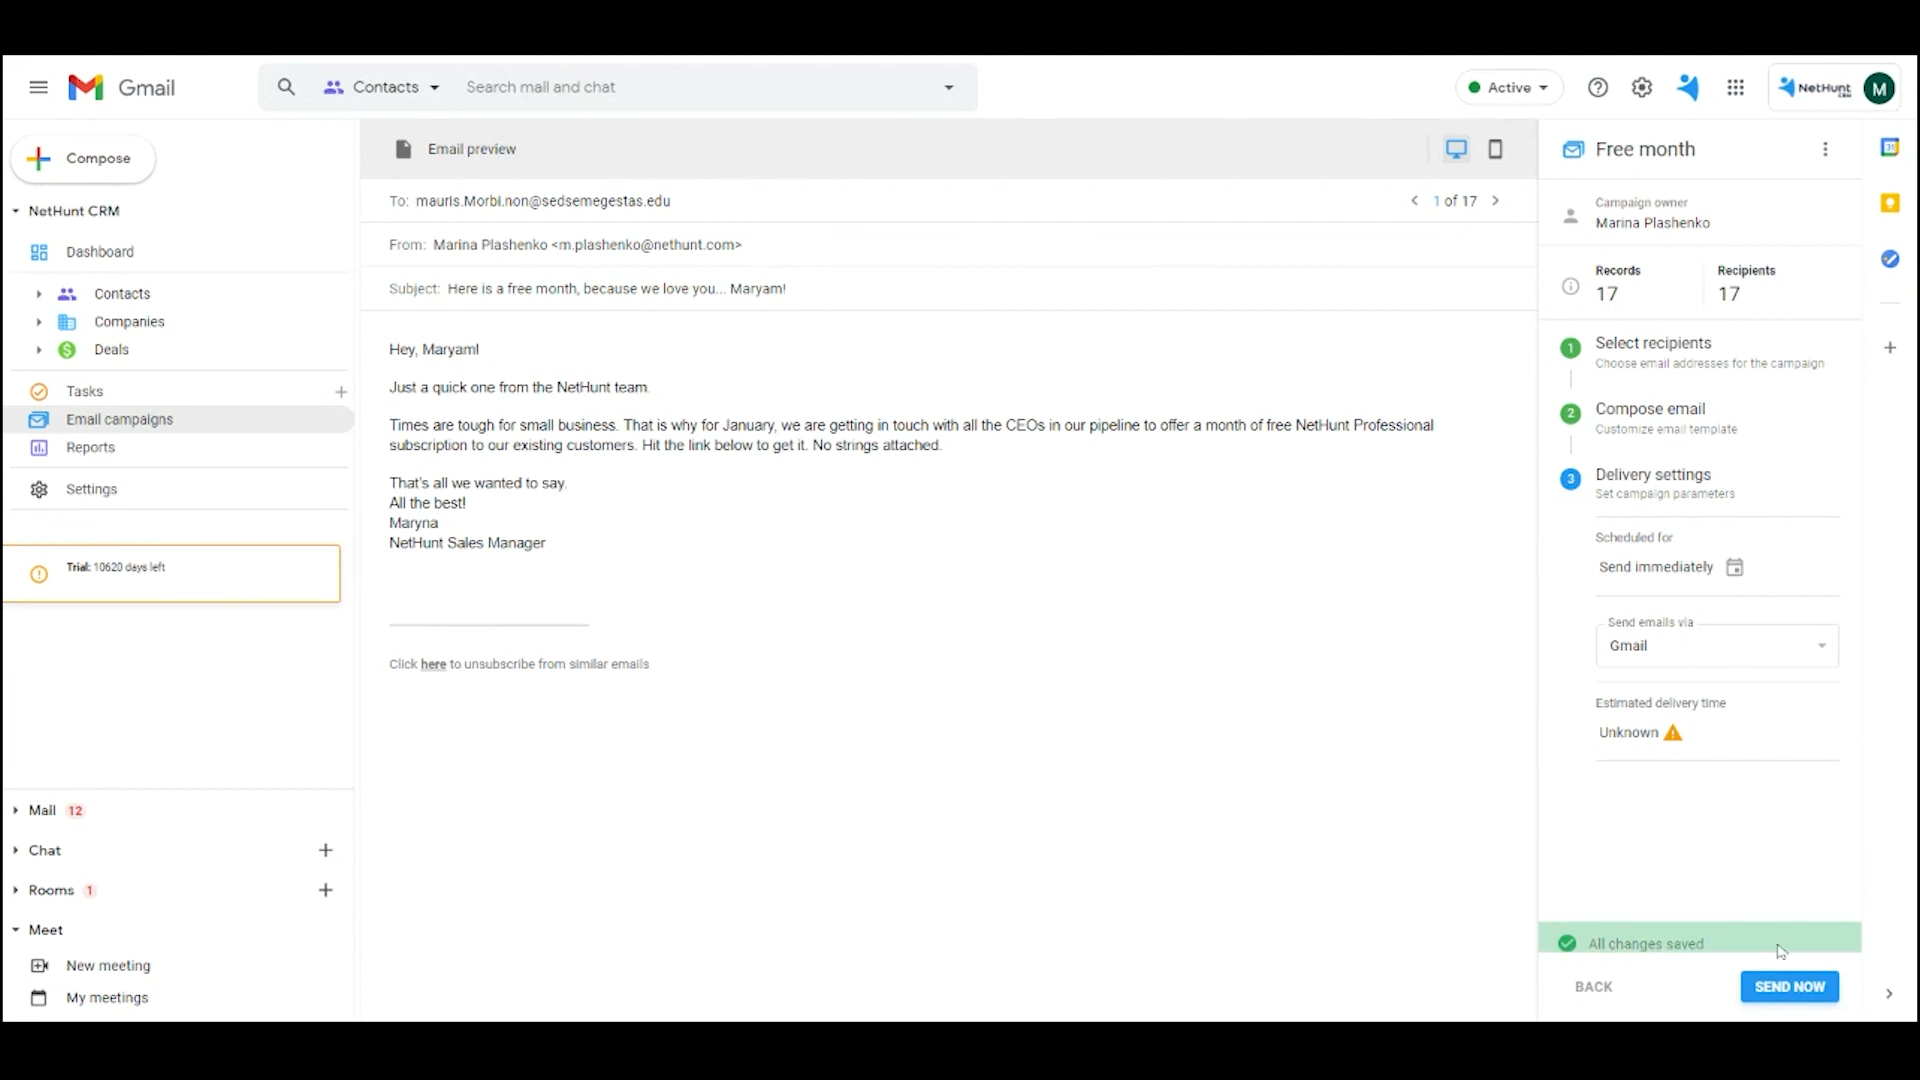 Gmail
Contacts
Search mail and chat
Active
NetHunt
CRM
M
Compose
NetHunt CRM
Dashboard
Contacts
Companies
Deals
Tasks
Email campaigns
Reports
Settings
Trial: 10620 days left
Mail 12
Chat
Rooms 1
Meet
New meeting
My meetings
Email preview
To: mauris.Morbi.non@sedsemegestas.edu
1 of 17
From: Marina Plashenko <m.plashenko@nethunt.com>
Subject: Here is a free month, because we love you... Maryam!
Hey, Maryam!
Just a quick one from the NetHunt team.
Times are tough for small business. That is why for January, we are getting in touch with all the CEOs in our pipeline to offer a month of free NetHunt Professional
subscription to our existing customers. Hit the link below to get it. No strings attached.
That's all we wanted to say.
All the best!
Maryna
NetHunt Sales Manager
Click here to unsubscribe from similar emails
Free month
Campaign owner
Marina Plashenko
Records
17
Recipients
17
1 Select recipients
Choose email addresses for the campaign
2 Compose email
Customize email template
3 Delivery settings
Set campaign parameters
Scheduled for
Send immediately
Send emails via
Gmail
Estimated delivery time
Unknown
All changes saved
BACK
SEND NOW
31